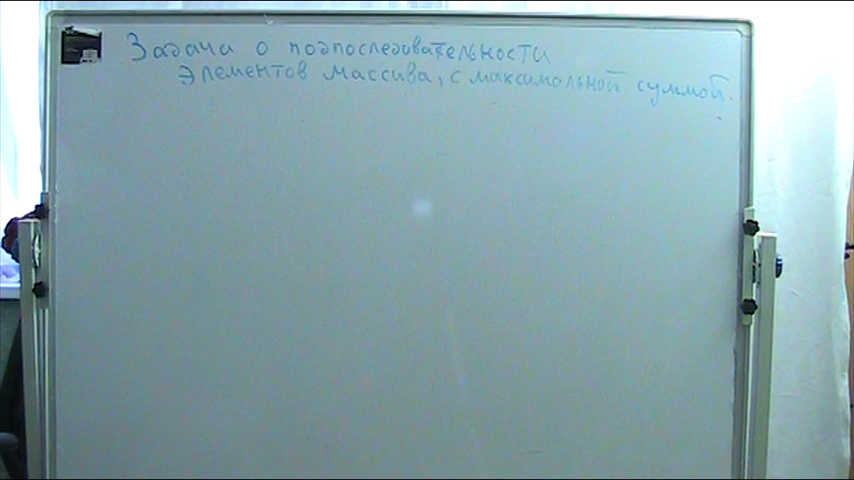 Задача о подпоследовательности
элементов массива, с максимальной суммой.